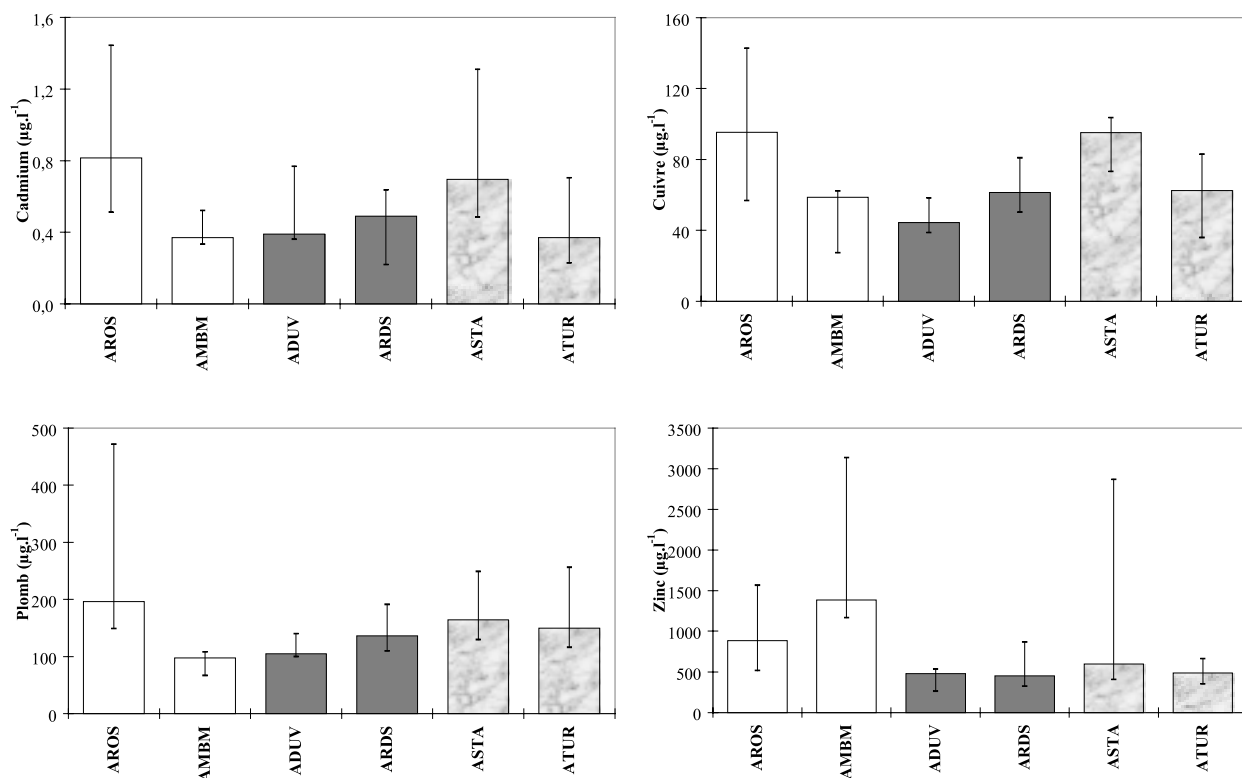 Cadmium (µg.l⁻¹)
1,6
1,2
0,8
0,4
0,0
AROS
AMBM
ADUV
ARDS
ASTA
ATUR
Cuivre (µg.l⁻¹)
160
120
80
40
0
AROS
AMBM
ADUV
ARDS
ASTA
ATUR
Plomb (µg.l⁻¹)
500
400
300
200
100
0
AROS
AMBM
ADUV
ARDS
ASTA
ATUR
Zinc (µg.l⁻¹)
3500
3000
2500
2000
1500
1000
500
0
AROS
AMBM
ADUV
ARDS
ASTA
ATUR